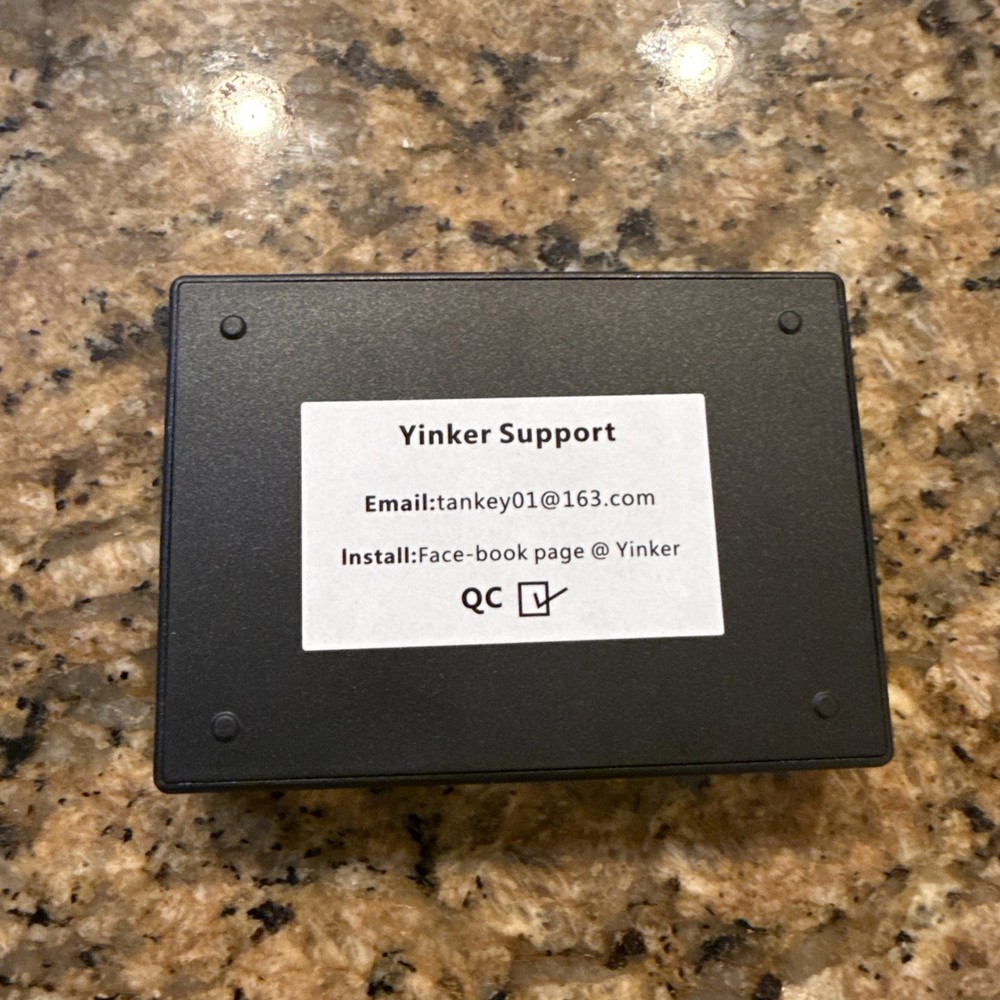 Yinker Support
Email:tankey01@163.com
Install:Face-book page @ Yinker
QC ☑